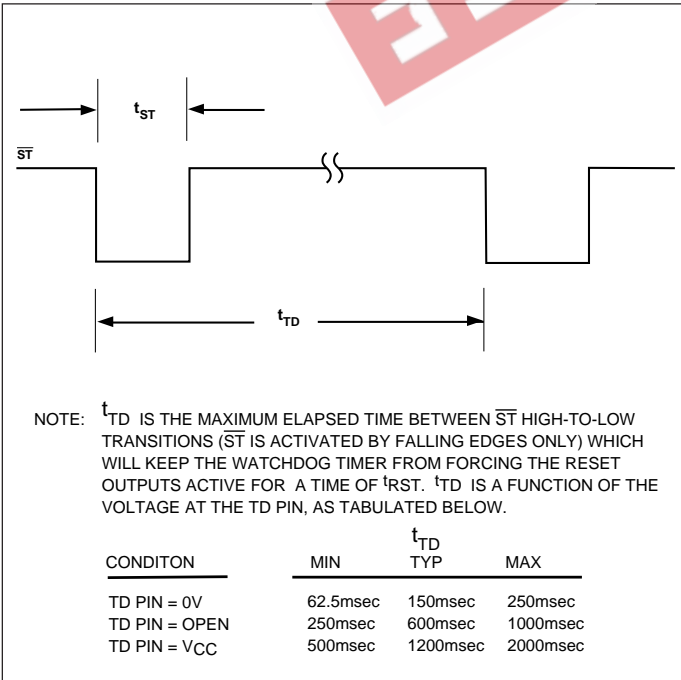 tST
ST
tTD
NOTE: tTD IS THE MAXIMUM ELAPSED TIME BETWEEN ST HIGH-TO-LOW
TRANSITIONS (ST IS ACTIVATED BY FALLING EDGES ONLY) WHICH
WILL KEEP THE WATCHDOG TIMER FROM FORCING THE RESET
OUTPUTS ACTIVE FOR A TIME OF tRST. tTD IS A FUNCTION OF THE
VOLTAGE AT THE TD PIN, AS TABULATED BELOW.
tTD
CONDITON MIN TYP MAX
TD PIN = 0V 62.5msec 150msec 250msec
TD PIN = OPEN 250msec 600msec 1000msec
TD PIN = VCC 500msec 1200msec 2000msec